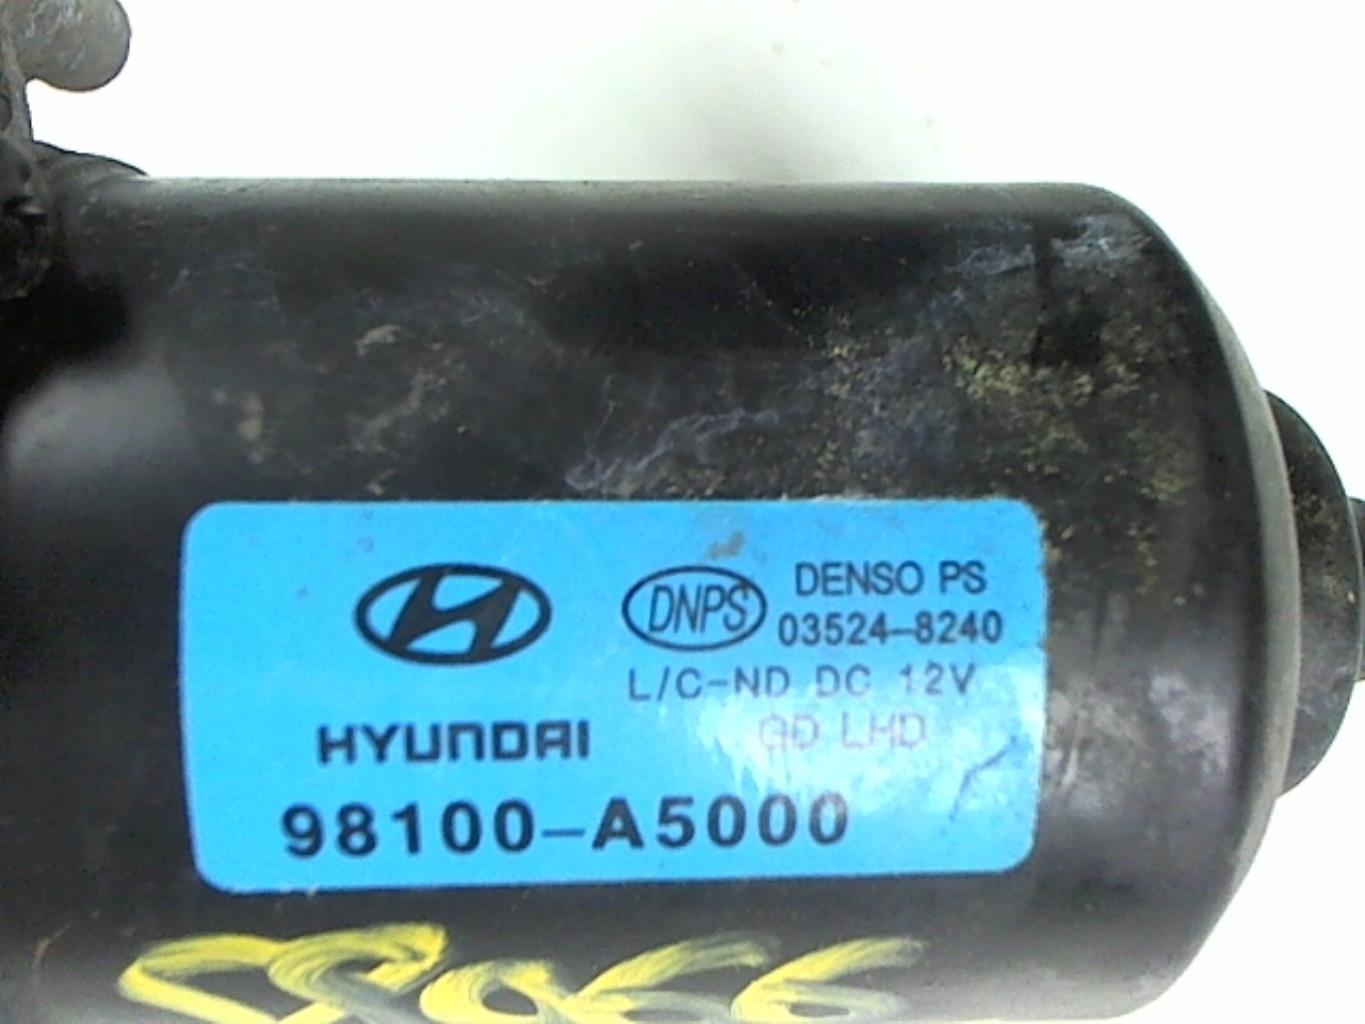 DNPS
DENSO PS
03524-8240
L/C-ND DC 12V
GD LHD
HYUNDAI
98100-A5000